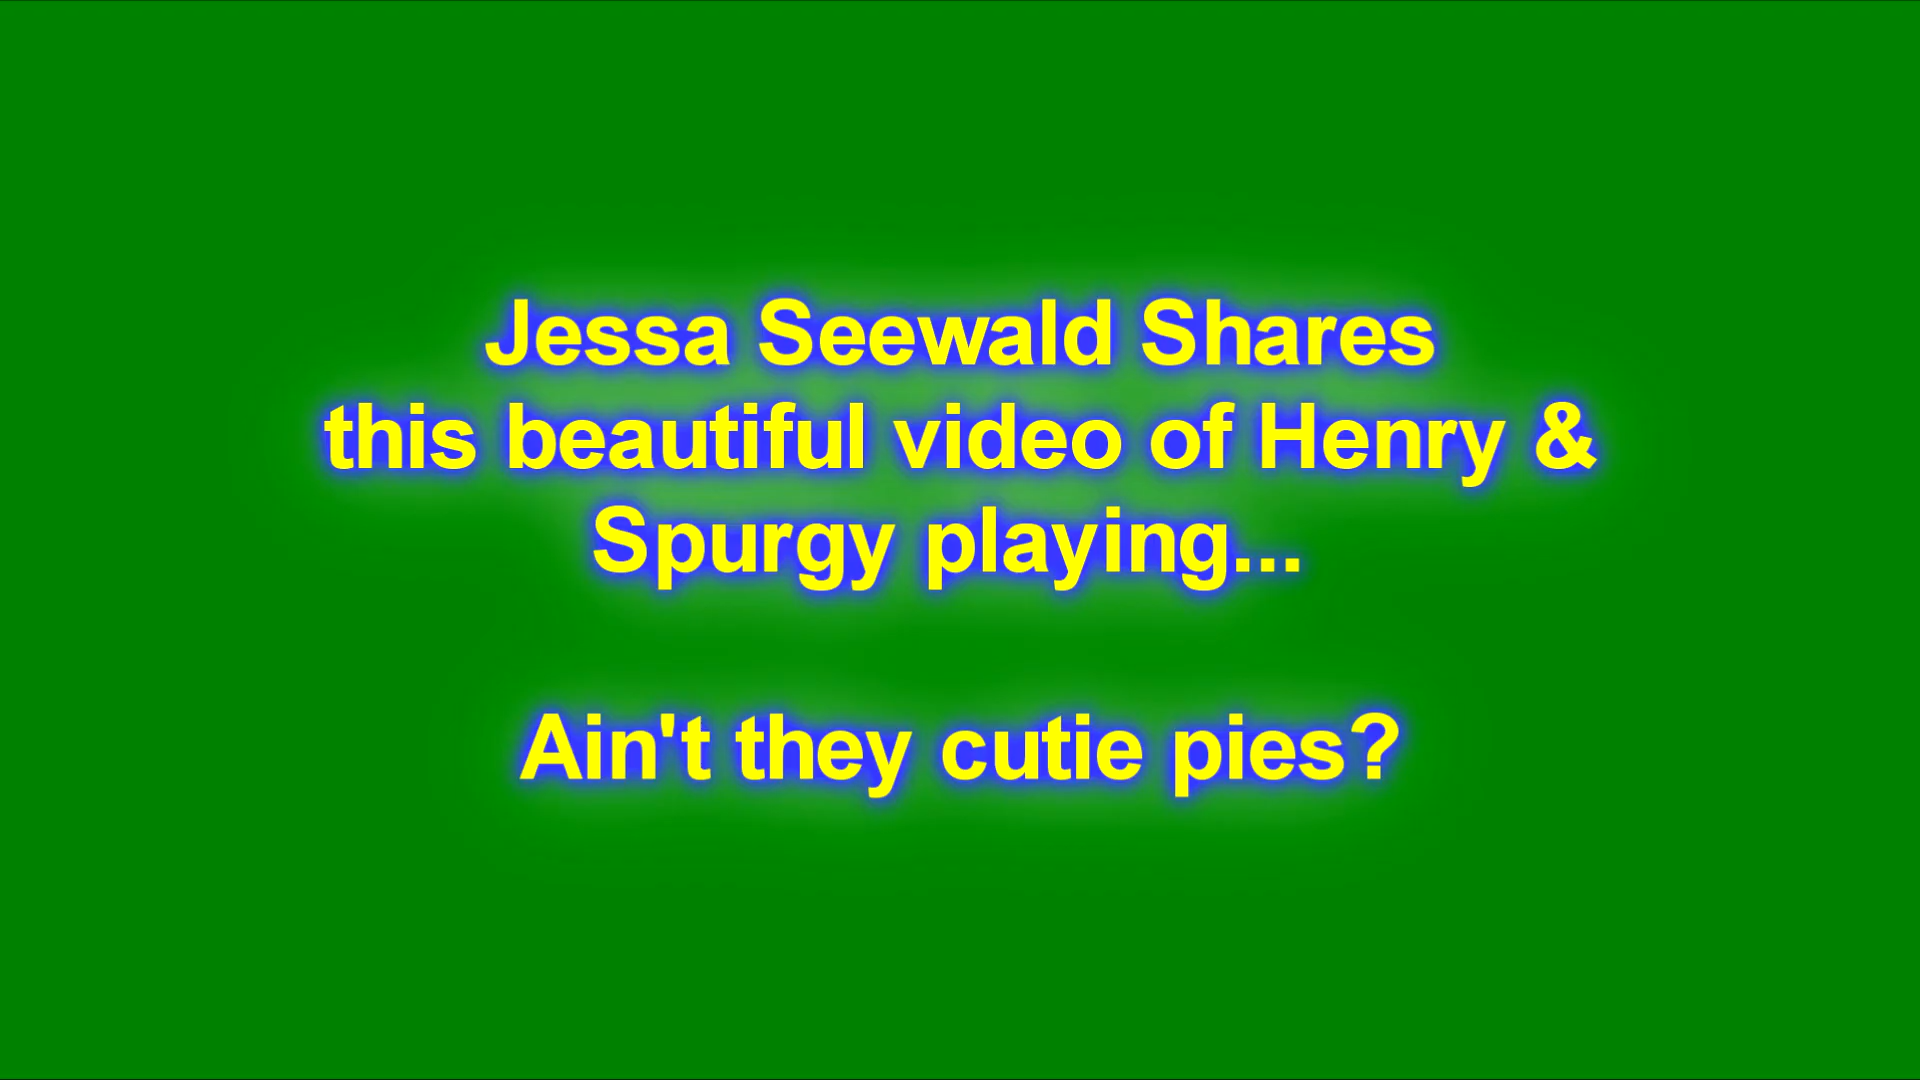 Jessa Seewald Shares
this beautiful video of Henry &
Spurgy playing...
Ain't they cutie pies?